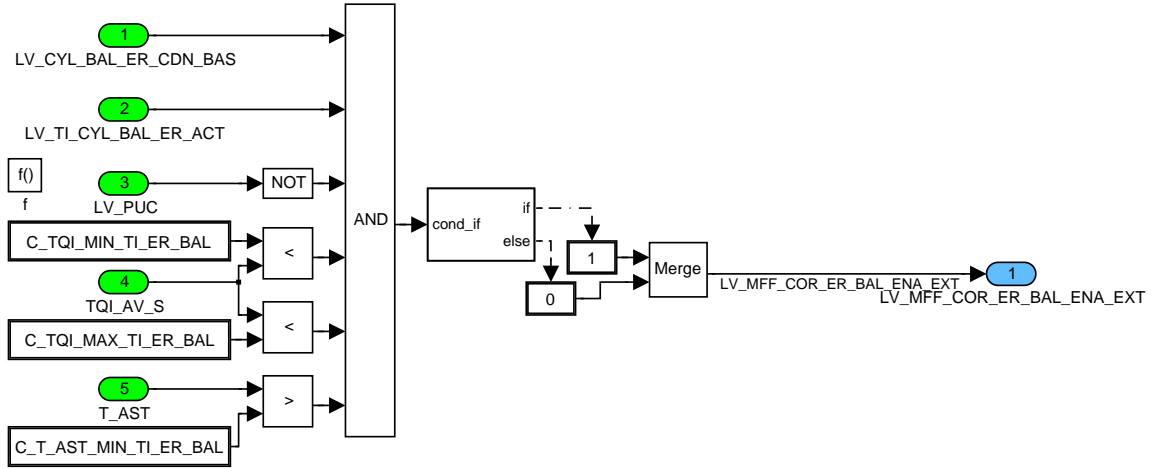 1
LV_CYL_BAL_ER_CDN_BAS
2
LV_TI_CYL_BAL_ER_ACT
f()
f
3
LV_PUC
NOT
C_TQI_MIN_TI_ER_BAL
<
4
TQI_AV_S
C_TQI_MAX_TI_ER_BAL
<
5
T_AST
C_T_AST_MIN_TI_ER_BAL
>
AND
cond_if
if
else
1
0
Merge
LV_MFF_COR_ER_BAL_ENA_EXT
1
LV_MFF_COR_ER_BAL_ENA_EXT